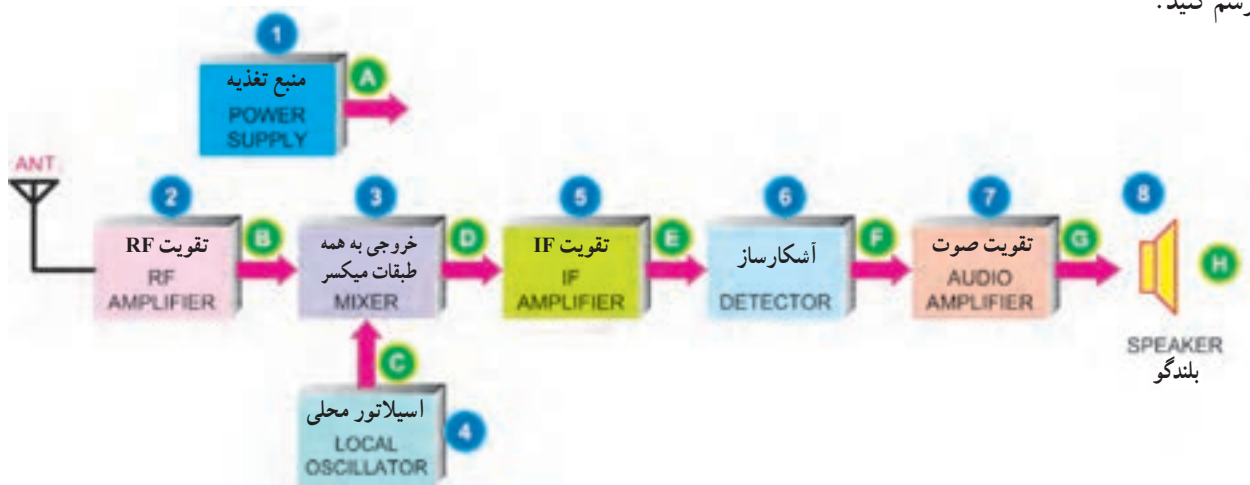 رسم کنید.
1
منبع تغذیه
POWER
SUPPLY
A
ANT.
2
تقویت RF
RF
AMPLIFIER
B
3
خروجی به همه
طبقات میکسر
MIXER
D
5
تقویت IF
IF
AMPLIFIER
E
6
آشکارساز
DETECTOR
F
7
تقویت صوت
AUDIO
AMPLIFIER
G
8
H
SPEAKER
بلندگو
C
اسیلاتور محلی
LOCAL
OSCILLATOR
4